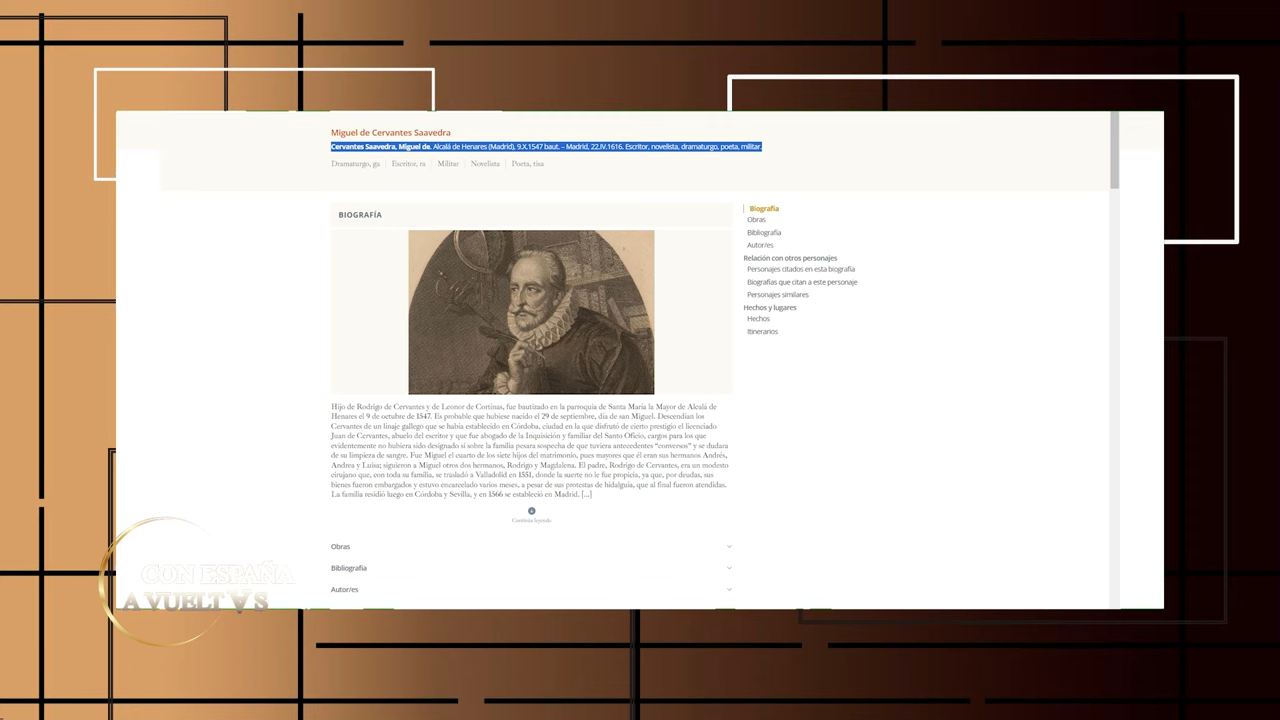 Miguel de Cervantes Saavedra
Cervantes Saavedra, Miguel de. Alcalá de Henares (Madrid), 9.X.1547 baut. – Madrid, 22.IV.1616. Escritor, novelista, dramaturgo, poeta, militar.
Dramaturgo, ga | Escritor, ra | Militar | Novelista | Poeta, tisa
BIOGRAFÍA
Hijo de Rodrigo de Cervantes y de Leonor de Cortinas, fue bautizado en la parroquia de Santa María la Mayor de Alcalá de
Henares el 9 de octubre de 1547. Es probable que hubiese nacido el 29 de septiembre, día de san Miguel. Descendían los
Cervantes de un linaje gallego que se había establecido en Córdoba, ciudad en la que disfrutó de cierto prestigio el licenciado
Juan de Cervantes, abuelo del escritor y que fue abogado de la Inquisición y familiar del Santo Oficio, cargos para los que
evidentemente no hubiera sido designado si sobre la familia pesara sospecha de que tuviera antecedentes “conversos” y se dudara
de su limpieza de sangre. Fue Miguel el cuarto de los siete hijos del matrimonio, pues mayores que él eran sus hermanos Andrés,
Andrea y Luisa; siguieron a Miguel otros dos hermanos, Rodrigo y Magdalena. El padre, Rodrigo de Cervantes, era un modesto
cirujano que, con toda su familia, se trasladó a Valladolid en 1551, donde la suerte no le fue propicia, ya que, por deudas, sus
bienes fueron embargados y estuvo encarcelado varios meses, a pesar de sus protestas de hidalguía, que al final fueron atendidas.
La familia residió luego en Córdoba y Sevilla, y en 1566 se estableció en Madrid. [...]
Continúa leyendo
Obras
Bibliografía
Autor/es
Biografía
Obras
Bibliografía
Autor/es
Relación con otros personajes
Personajes citados en esta biografía
Biografías que citan a este personaje
Personajes similares
Hechos y lugares
Hechos
Itinerarios
CON ESPAÑA
A VUELTAS